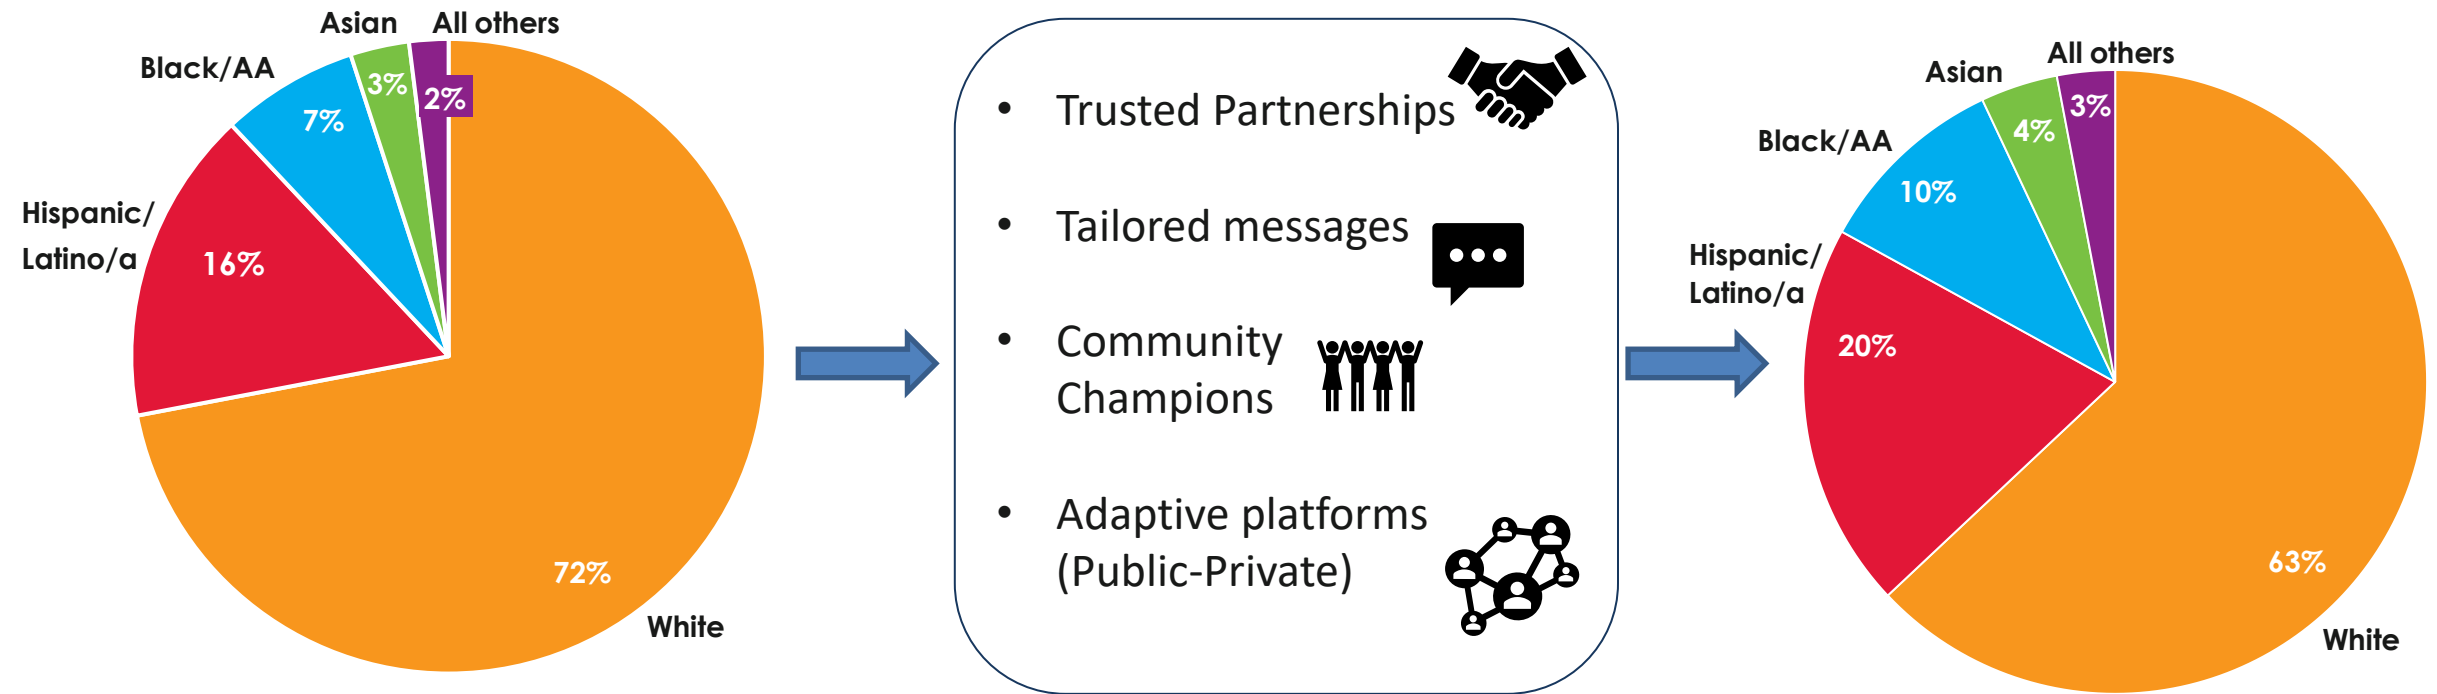 Asian
All others
Black/AA
3%
2%
7%
Hispanic/
Latino/a
16%
72%
White
• Trusted Partnerships
• Tailored messages
• Community
Champions
• Adaptive platforms
(Public-Private)
All others
Asian
Black/AA
3%
4%
10%
Hispanic/
Latino/a
20%
63%
White